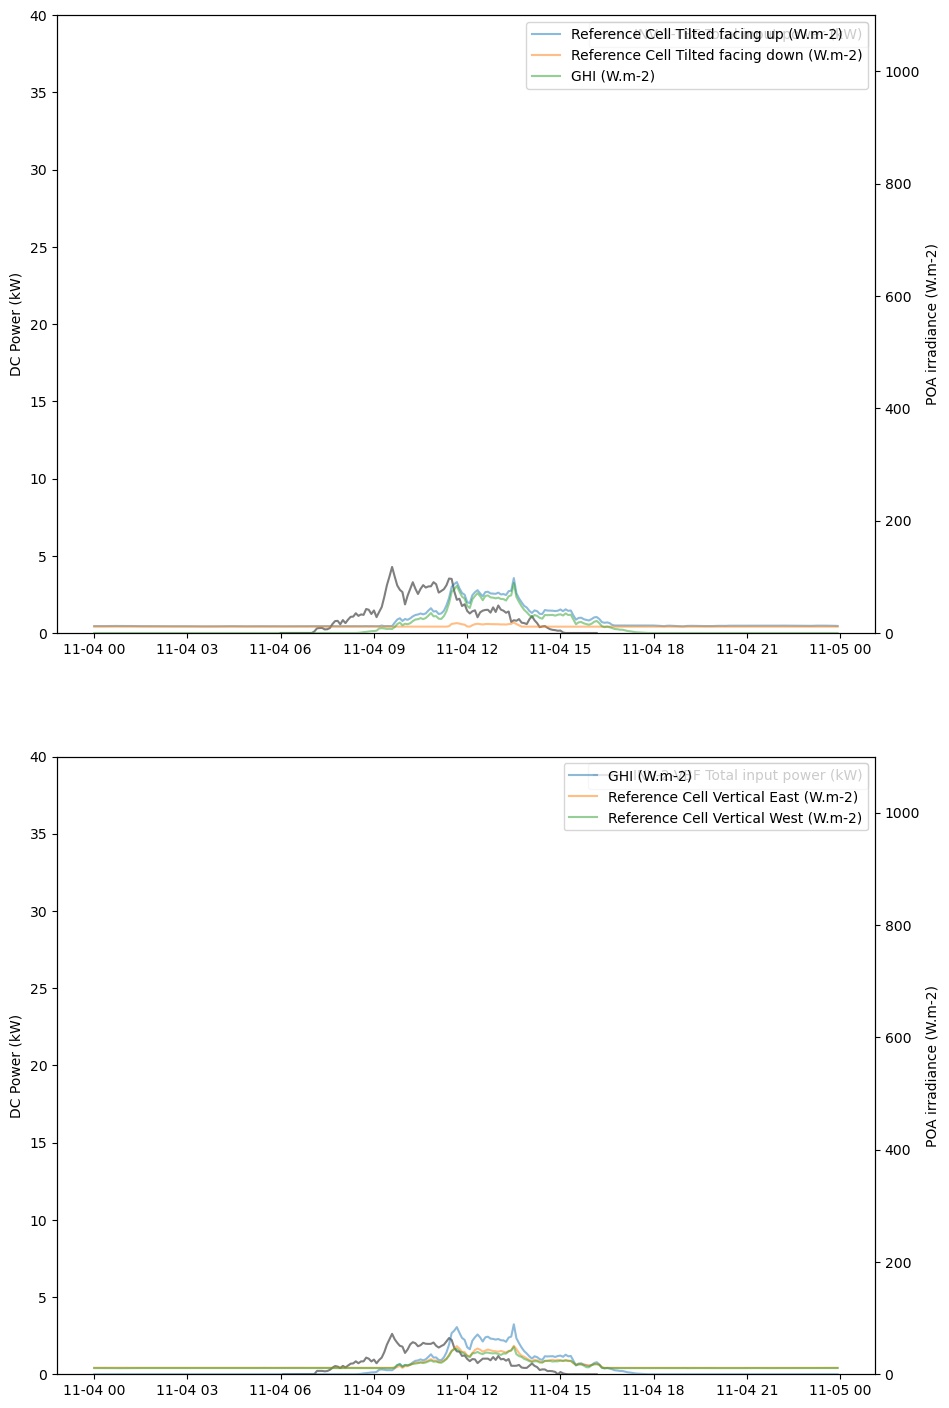 40
35
30
25
20
15
10
5
0
DC Power (kW)
Reference Cell Tilted facing up (W.m-2)
Reference Cell Tilted facing down (W.m-2)
GHI (W.m-2)
1000
800
600
400
200
0
POA irradiance (W.m-2)
11-04 00 11-04 03 11-04 06 11-04 09 11-04 12 11-04 15 11-04 18 11-04 21 11-05 00
40
35
30
25
20
15
10
5
0
DC Power (kW)
GHI (W.m-2)
Total input power (kW)
Reference Cell Vertical East (W.m-2)
Reference Cell Vertical West (W.m-2)
1000
800
600
400
200
0
POA irradiance (W.m-2)
11-04 00 11-04 03 11-04 06 11-04 09 11-04 12 11-04 15 11-04 18 11-04 21 11-05 00